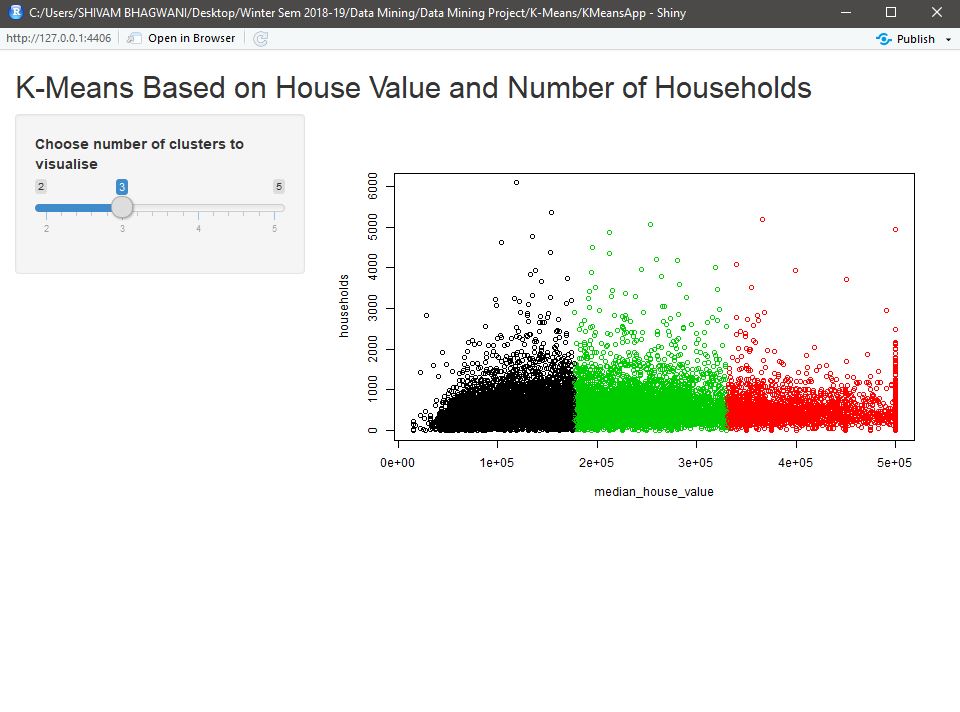 C:/Users/SHIVAM BHAGWANI/Desktop/Winter Sem 2018-19/Data Mining/Data Mining Project/K-Means/KMeansApp - Shiny
http://127.0.0.1:4406 Open in Browser Publish
K-Means Based on House Value and Number of Households
Choose number of clusters to
visualise
2 3 5
2 3 4 5
households
0 1000 2000 3000 4000 5000 6000
0e+00 1e+05 2e+05 3e+05 4e+05 5e+05
median_house_value